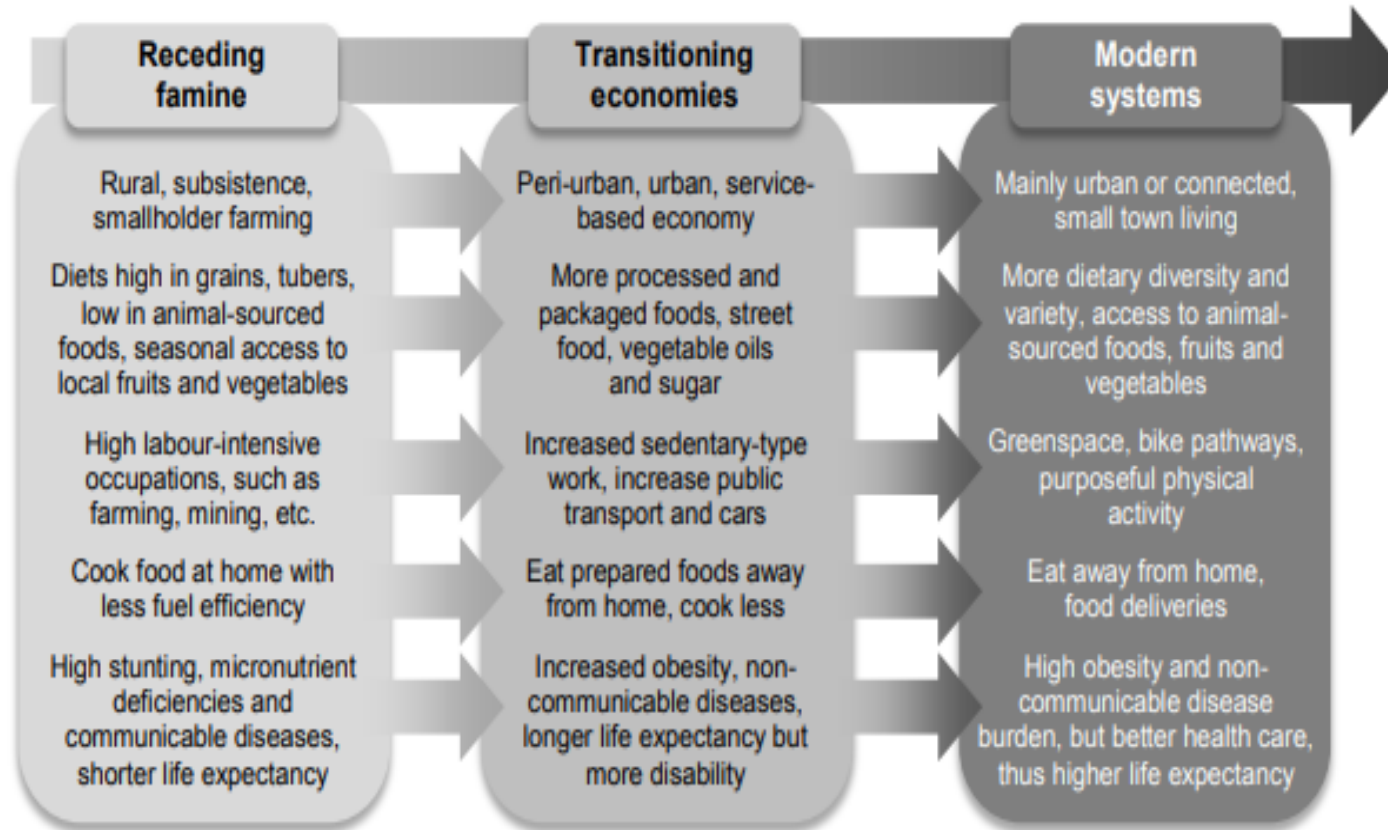 Receding
famine
Transitioning
economies
Modern
systems
Rural, subsistence,
smallholder farming
Peri-urban, urban, service-
based economy
Mainly urban or connected,
small town living
Diets high in grains, tubers,
low in animal-sourced
foods, seasonal access to
local fruits and vegetables
More processed and
packaged foods, street
food, vegetable oils
and sugar
More dietary diversity and
variety, access to animal-
sourced foods, fruits and
vegetables
High labour-intensive
occupations, such as
farming, mining, etc.
Increased sedentary-type
work, increase public
transport and cars
Greenspace, bike pathways,
purposeful physical
activity
Cook food at home with
less fuel efficiency
Eat prepared foods away
from home, cook less
Eat away from home,
food deliveries
High stunting, micronutrient
deficiencies and
communicable diseases,
shorter life expectancy
Increased obesity, non-
communicable diseases,
longer life expectancy but
more disability
High obesity and non-
communicable disease
burden, but better health care,
thus higher life expectancy